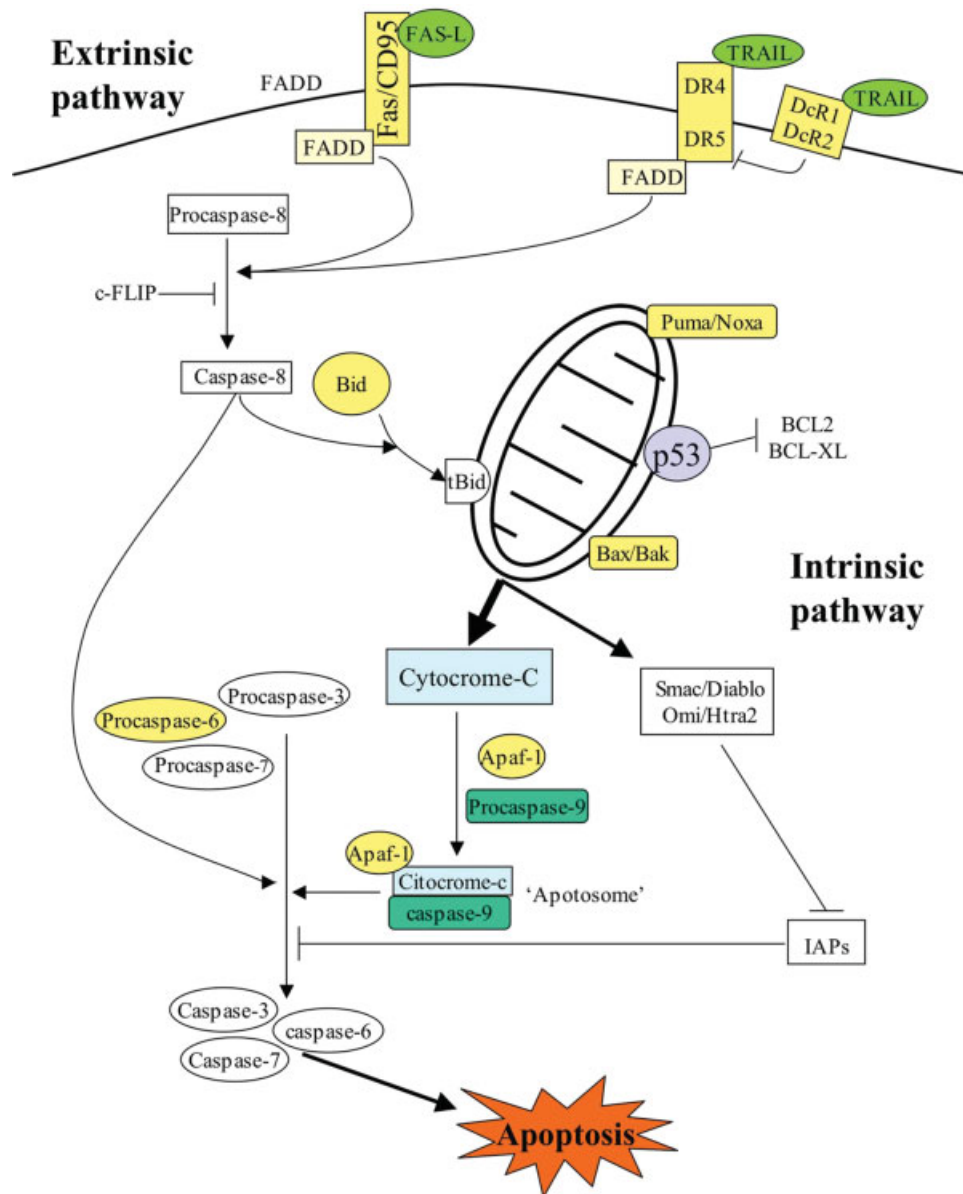 Extrinsic
pathway
FADD
Fas/CD95
FAS-L
FADD
TRAIL
DR4
DR5
FADD
TRAIL
DcR1
DcR2
Procaspase-8
c-FLIP
Caspase-8
Bid
tBid
Puma/Noxa
p53
BCL2
BCL-XL
Bax/Bak
Intrinsic
pathway
Cytocrome-C
Smac/Diablo
Omi/Htra2
Procaspase-3
Procaspase-6
Procaspase-7
Apaf-1
Procaspase-9
Apaf-1
Citocrome-c
caspase-9
'Apotosome'
IAPs
Caspase-3
caspase-6
Caspase-7
Apoptosis